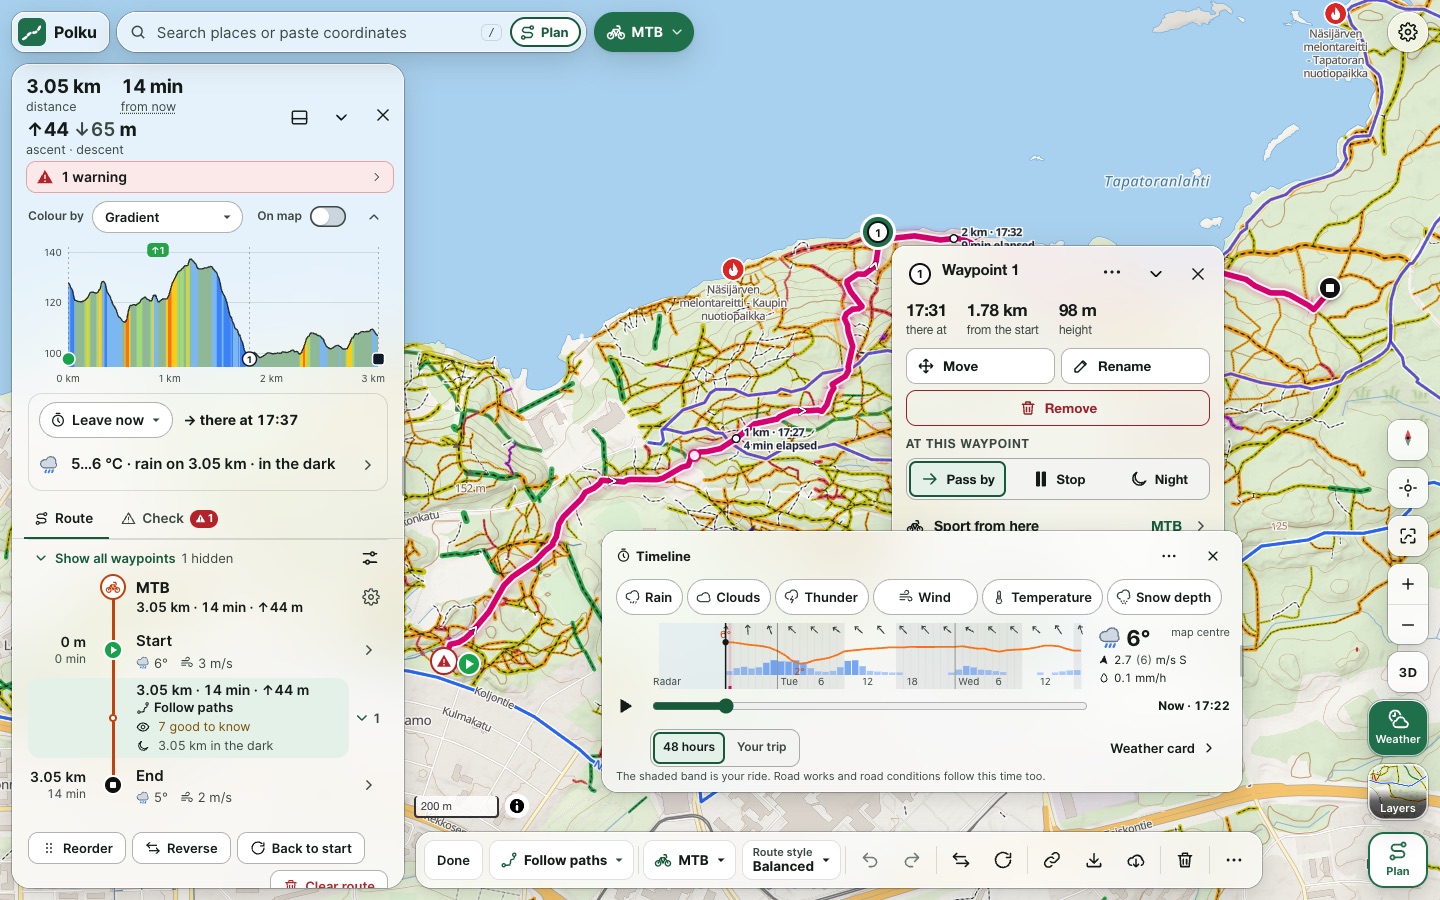 Polku
Search places or paste coordinates
/
Plan
MTB
3.05 km
14 min
distance
from now
↑44 ↓65 m
ascent · descent
1 warning
Colour by
Gradient
On map
↑1
140
120
100
1
0 km
1 km
2 km
3 km
Leave now
→ there at 17:37
5…6 °C · rain on 3.05 km · in the dark
Route
Check
1
Show all waypoints
1 hidden
MTB
3.05 km · 14 min · ↑44 m
0 m
0 min
Start
6°
3 m/s
3.05 km · 14 min · ↑44 m
Follow paths
7 good to know
3.05 km in the dark
1
3.05 km
14 min
End
5°
2 m/s
Reorder
Reverse
Back to start
Clear route
Näsijärven
melontareitti
- Tapatoran
nuotiopaikka
Tapatoranlahti
1
2 km · 17:32
9 min elapsed
Näsijärven
melontareitti - Kaupin
nuotiopaikka
1 km · 17:27
4 min elapsed
152 m
125
Koljontie
Kulmakatu
200 m
1
Waypoint 1
17:31
there at
1.78 km
from the start
98 m
height
Move
Rename
Remove
AT THIS WAYPOINT
Pass by
Stop
Night
Sport from here
MTB
Timeline
Rain
Clouds
Thunder
Wind
Temperature
Snow depth
6°
2°
Radar
Tue
6
12
18
Wed
6
12
6°
map centre
2.7 (6) m/s S
0.1 mm/h
Now · 17:22
48 hours
Your trip
Weather card
The shaded band is your ride. Road works and road conditions follow this time too.
Done
Follow paths
MTB
Route style
Balanced
3D
Weather
Layers
Plan